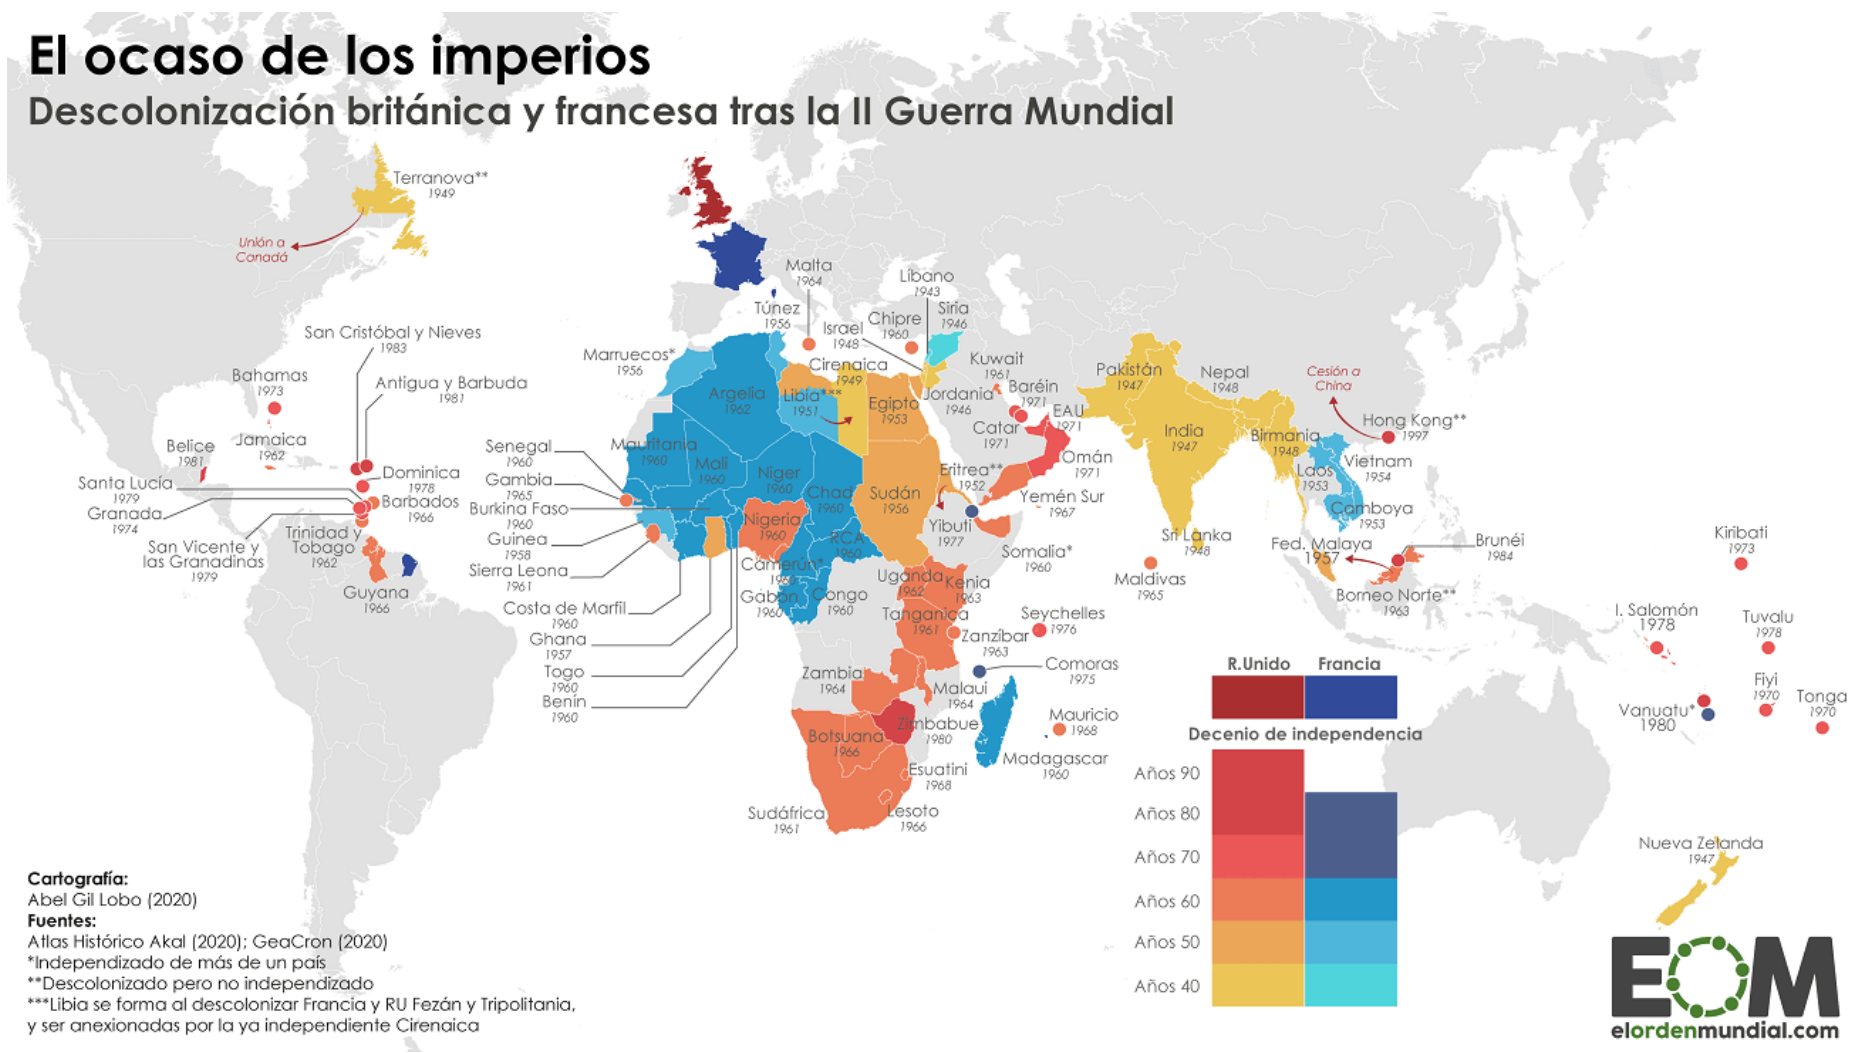 El ocaso de los imperios
Descolonización británica y francesa tras la II Guerra Mundial
Terranova**
1949
Unión a
Canadá
San Cristóbal y Nieves
1983
Bahamas
1973
Antigua y Barbuda
1981
Belice
1981
Jamaica
1962
Santa Lucía
1979
Dominica
1978
Granada
1974
Barbados
1966
San Vicente y
las Granadinas
1979
Trinidad y
Tobago
1962
Guyana
1966
Malta
1964
Líbano
1943
Túnez
1956
Siria
1946
Chipre
1960
Israel
1948
Marruecos*
1956
Cirenaica
1949
Kuwait
1961
Argelia
1962
Libia***
1951
Egipto
1953
Jordania
1946
Baréin
1971
EAU
1971
Catar
1971
Omán
1971
Senegal
1960
Mauritania
1960
Mali
1960
Niger
1960
Chad
1960
Sudán
1956
Eritrea**
1952
Yemén Sur
1967
Gambia
1965
Burkina Faso
1960
Nigeria
1960
Yibuti
1977
Guinea
1958
RCA
1960
Somalia*
1960
Sierra Leona
1961
Camerún*
1960
Uganda
1962
Kenia
1963
Gabón
1960
Congo
1960
Costa de Marfil
1960
Tanganica
1961
Seychelles
1976
Ghana
1957
Zanzíbar
1963
Togo
1960
Zambia
1964
Comoras
1975
Benín
1960
Malaui
1964
Mauricio
1968
Botsuana
1966
Zimbabue
1980
Madagascar
1960
Esuatini
1968
Sudáfrica
1961
Lesoto
1966
Pakistán
1947
Nepal
1948
Cesión a
China
Hong Kong**
1997
India
1947
Birmania
1948
Laos
1953
Vietnam
1954
Camboya
1953
Sri Lanka
1948
Maldivas
1965
Fed. Malaya
1957
Brunéi
1984
Borneo Norte**
1963
Kiribati
1973
I. Salomón
1978
Tuvalu
1978
Fiyi
1970
Tonga
1970
Vanuatu*
1980
Nueva Zelanda
1947
R.Unido Francia
Decenio de independencia
Años 90
Años 80
Años 70
Años 60
Años 50
Años 40
Cartografía:
Abel Gil Lobo (2020)
Fuentes:
Atlas Histórico Akal (2020); GeaCron (2020)
*Independizado de más de un país
**Descolonizado pero no independizado
***Libia se forma al descolonizar Francia y RU Fezán y Tripolitania,
y ser anexionadas por la ya independiente Cirenaica
EOM
elordenmundial.com